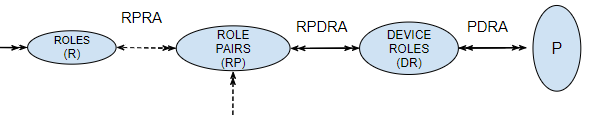 RPRA
RPDRA
PDRA
ROLES
(R)
ROLE
PAIRS
(RP)
DEVICE
ROLES
(DR)
P